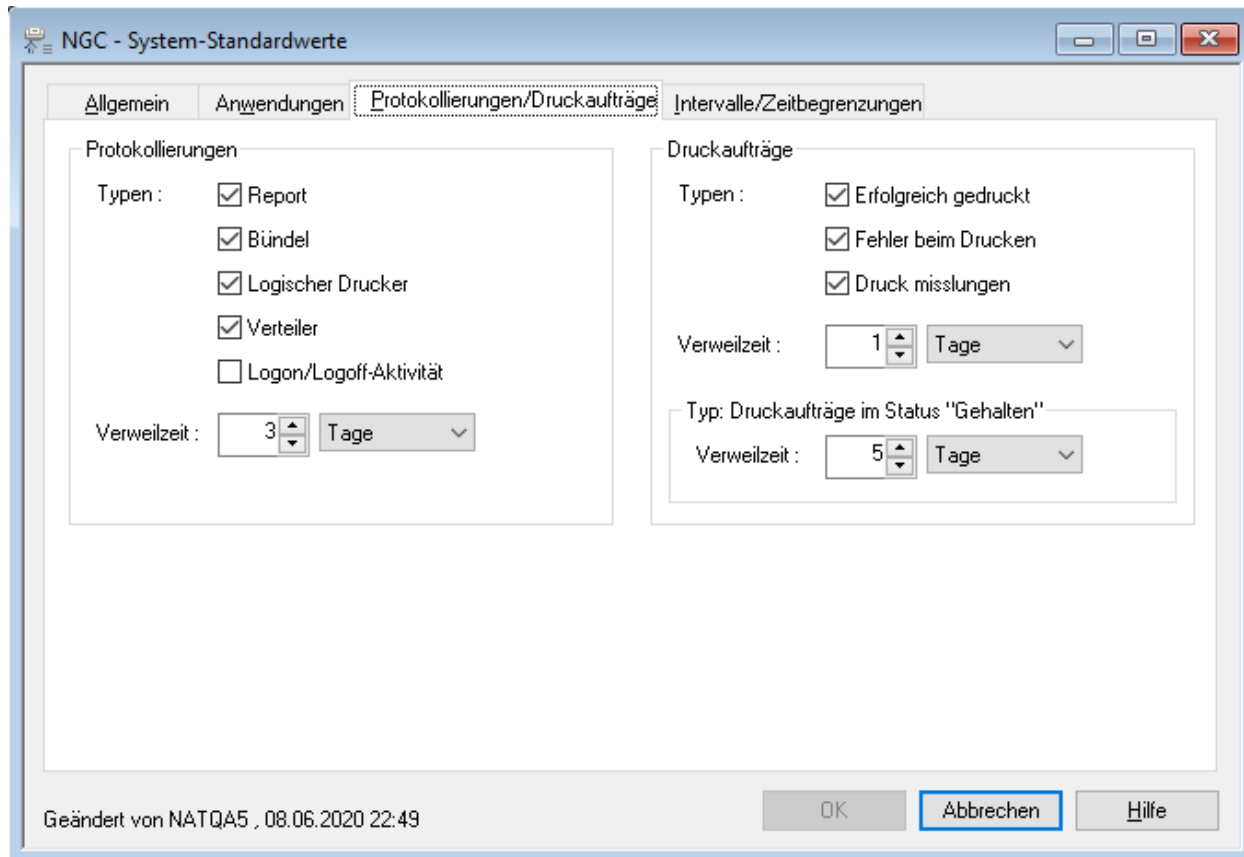 NGC - System-Standardwerte
Allgemein
Anwendungen
Protokollierungen/Druckaufträge
Intervalle/Zeitbegrenzungen
Protokollierungen
Typen :
Report
Bündel
Logischer Drucker
Verteiler
Logon/Logoff-Aktivität
Verweilzeit :
3
Tage
Druckaufträge
Typen :
Erfolgreich gedruckt
Fehler beim Drucken
Druck misslungen
Verweilzeit :
1
Tage
Typ: Druckaufträge im Status "Gehalten"
Verweilzeit :
5
Tage
Geändert von NATQA5 , 08.06.2020 22:49
OK
Abbrechen
Hilfe